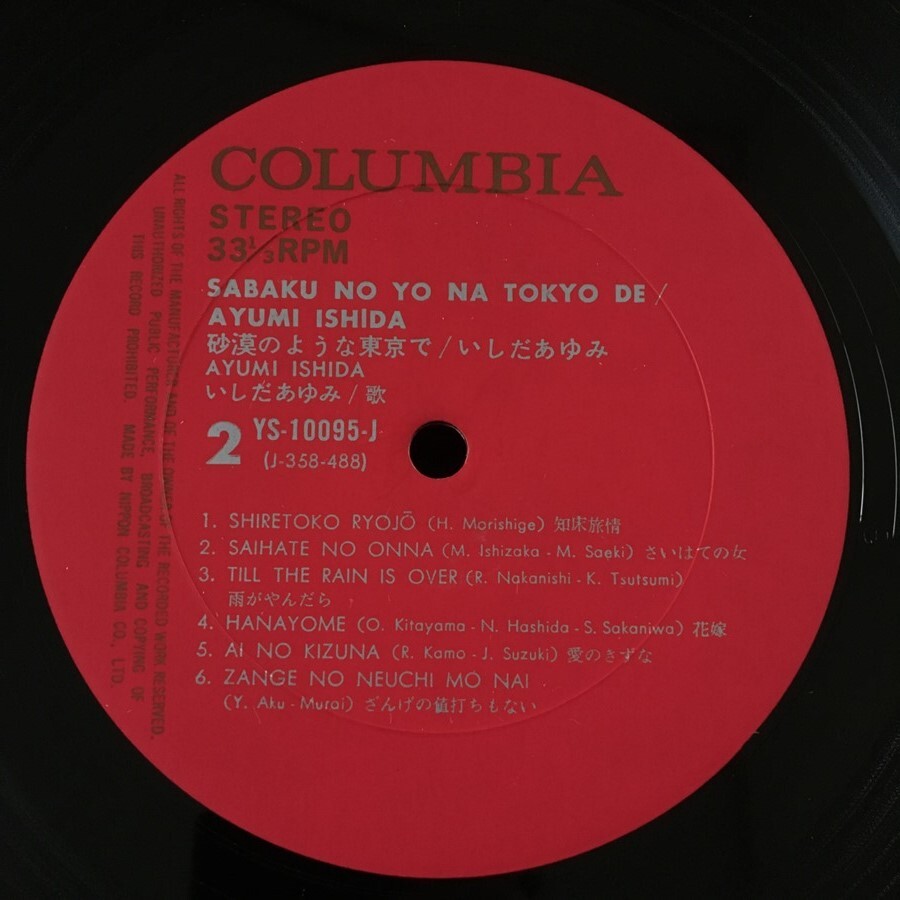 COLUMBIA
STEREO
33 1/3 RPM
SABAKU NO YO NA TOKYO DE /
AYUMI ISHIDA
砂漠のような東京で / いしだあゆみ
AYUMI ISHIDA
いしだあゆみ / 歌
2 YS-10095-J
(J-358-488)
1. SHIRETOKO RYOJŌ (H. Morishige) 知床旅情
2. SAIHATE NO ONNA (M. Ishizaka - M. Saeki) さいはての女
3. TILL THE RAIN IS OVER (R. Nakanishi - K. Tsutsumi)
雨がやんだら
4. HANAYOME (O. Kitayama - N. Hashida - S. Sakaniwa) 花嫁
5. AI NO KIZUNA (R. Kamo - J. Suzuki) 愛のきずな
6. ZANGE NO NEUCHI MO NAI
(Y. Aku - Murai) ざんげの値打ちもない
ALL RIGHTS OF THE MANUFACTURER AND OF THE OWNER OF THE RECORDED WORK RESERVED.
UNAUTHORIZED PUBLIC PERFORMANCE, BROADCASTING AND COPYING OF
THIS RECORD PROHIBITED. MADE BY NIPPON COLUMBIA CO., LTD.